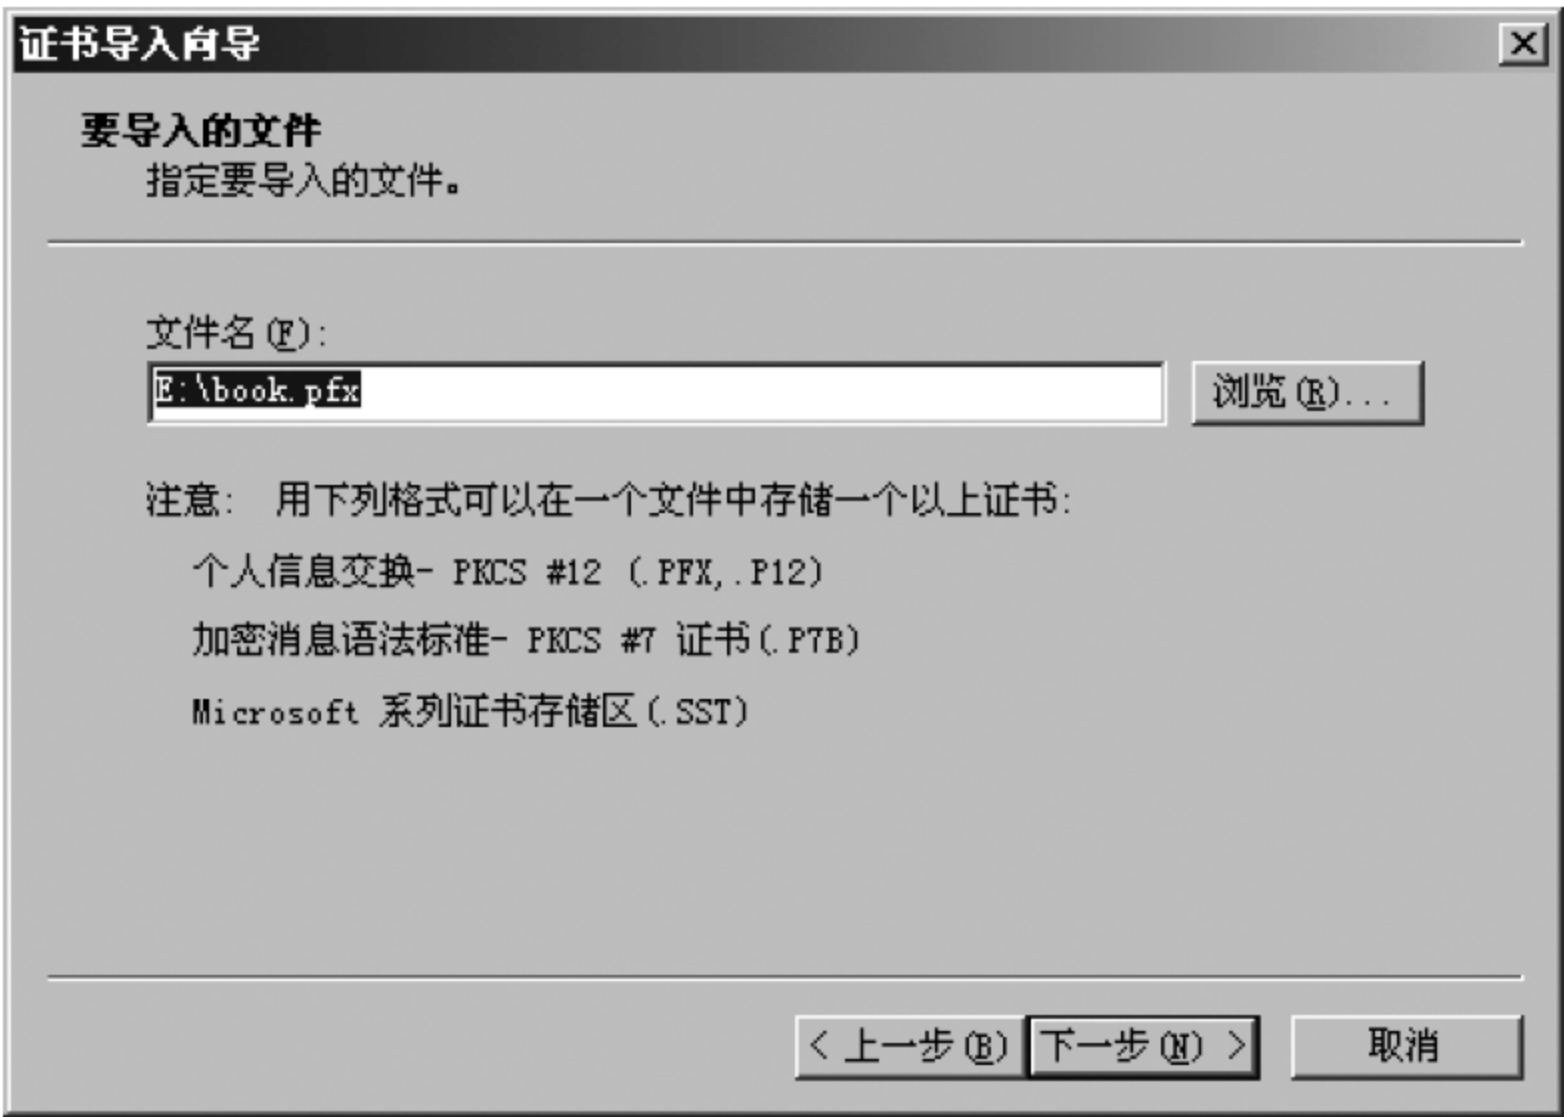 证书导入向导
要导入的文件
指定要导入的文件。
文件名(F):
E:\book.pfx
浏览(R)...
注意: 用下列格式可以在一个文件中存储一个以上证书:
个人信息交换- PKCS #12 (.PFX,.P12)
加密消息语法标准- PKCS #7 证书(.P7B)
Microsoft 系列证书存储区(.SST)
< 上一步(B) 下一步(N) > 取消